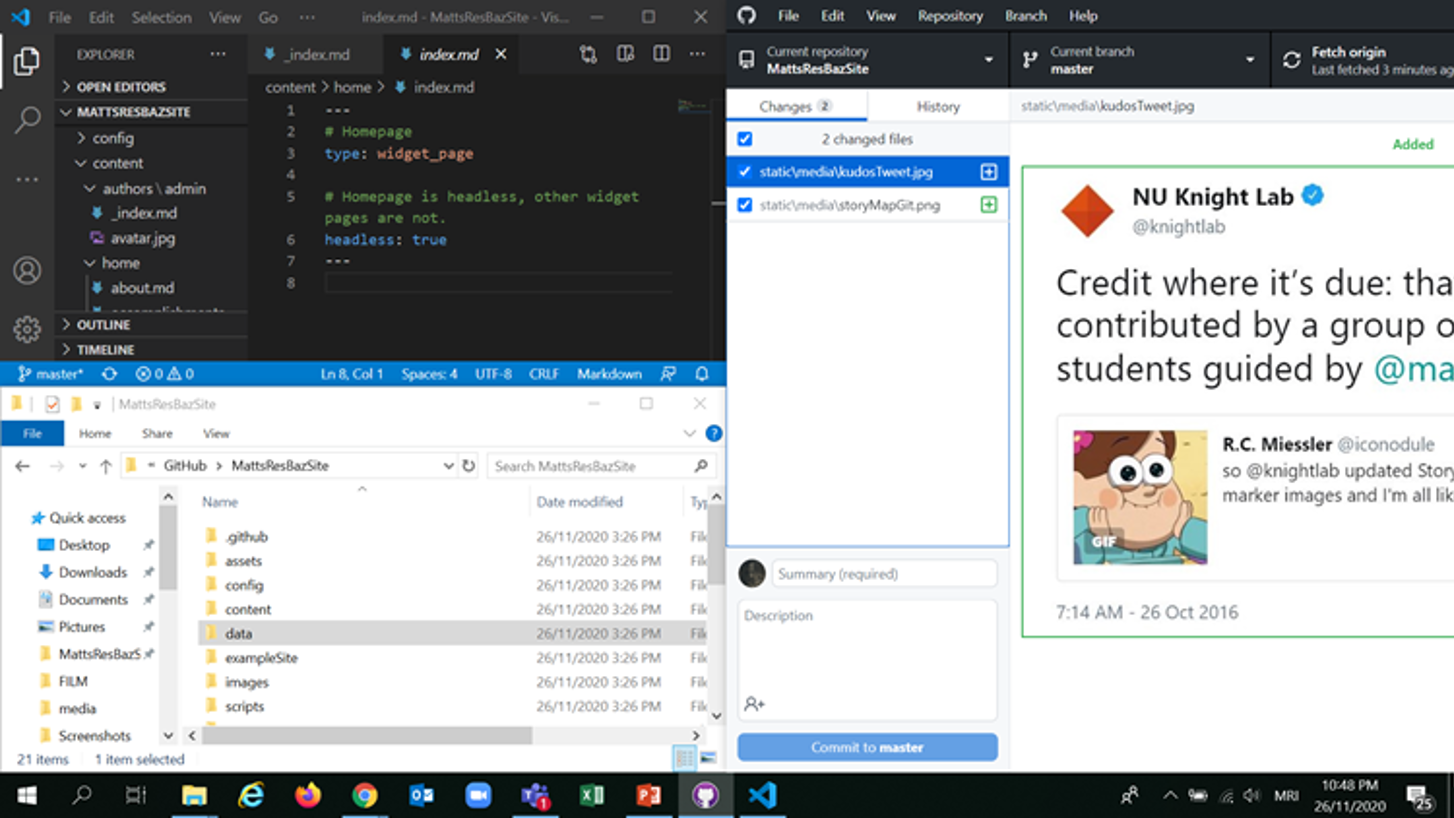 File Edit Selection View Go ··· index.md - MattsResBazSite - Vis...
EXPLORER ···
OPEN EDITORS
MATTSRESBAZSITE
config
content
authors \ admin
_index.md
avatar.jpg
home
about.md
OUTLINE
TIMELINE
_index.md index.md
content > home > index.md
1 ---
2 # Homepage
3 type: widget_page
4
5 # Homepage is headless, other widget
pages are not.
6 headless: true
7 ---
8
master* 0 0 Ln 8, Col 1 Spaces: 4 UTF-8 CRLF Markdown
MattsResBazSite
File Home Share View
GitHub > MattsResBazSite Search MattsResBazSite
Quick access
Desktop
Downloads
Documents
Pictures
MattsResBazS
FILM
media
Screenshots
Name Date modified Ty
.github 26/11/2020 3:26 PM Fil
assets 26/11/2020 3:26 PM Fil
config 26/11/2020 3:26 PM Fil
content 26/11/2020 3:26 PM Fil
data 26/11/2020 3:26 PM Fil
exampleSite 26/11/2020 3:26 PM Fil
images 26/11/2020 3:26 PM Fil
scripts 26/11/2020 3:26 PM Fil
21 items 1 item selected
File Edit View Repository Branch Help
Current repository
MattsResBazSite
Current branch
master
Fetch origin
Last fetched 3 minutes ag
Changes 2 History
2 changed files
static\media\kudosTweet.jpg
static\media\storyMapGit.png
Summary (required)
Description
Commit to master
static\media\kudosTweet.jpg
Added
NU Knight Lab
@knightlab
Credit where it's due: tha
contributed by a group o
students guided by @ma
GIF
R.C. Miessler @iconodule
so @knightlab updated Story
marker images and I'm all lik
7:14 AM - 26 Oct 2016
1
MRI
10:48 PM
26/11/2020
25